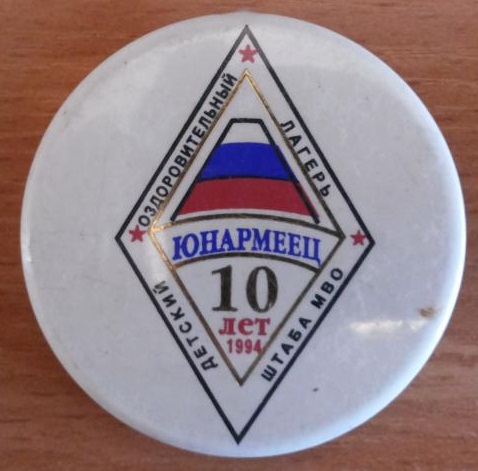 ДЕТСКИЙ
ОЗДОРОВИТЕЛЬНЫЙ
ЛАГЕРЬ
ШТАБА МВО
ЮНАРМЕЕЦ
10
лет
1994